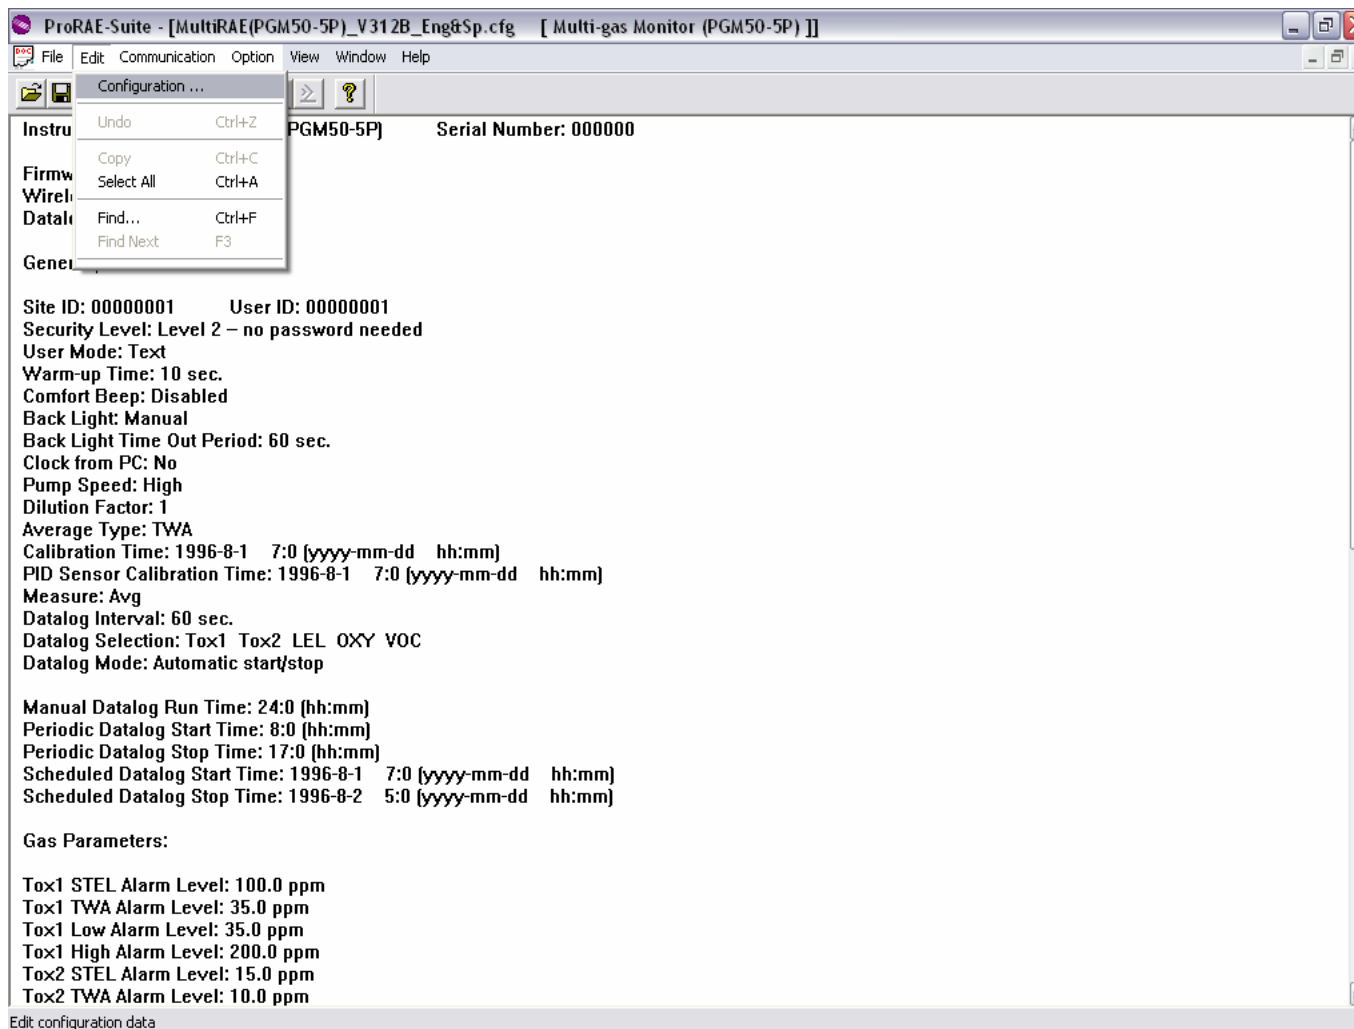 ProRAE-Suite - [MultiRAE(PGM50-5P)_V312B_Eng&Sp.cfg [ Multi-gas Monitor (PGM50-5P) ]]
File Edit Communication Option View Window Help
Configuration ...
Undo Ctrl+Z
Copy Ctrl+C
Select All Ctrl+A
Find... Ctrl+F
Find Next F3
PGM50-5P) Serial Number: 000000
Site ID: 00000001 User ID: 00000001
Security Level: Level 2 – no password needed
User Mode: Text
Warm-up Time: 10 sec.
Comfort Beep: Disabled
Back Light: Manual
Back Light Time Out Period: 60 sec.
Clock from PC: No
Pump Speed: High
Dilution Factor: 1
Average Type: TWA
Calibration Time: 1996-8-1 7:0 (yyyy-mm-dd hh:mm)
PID Sensor Calibration Time: 1996-8-1 7:0 (yyyy-mm-dd hh:mm)
Measure: Avg
Datalog Interval: 60 sec.
Datalog Selection: Tox1 Tox2 LEL OXY VOC
Datalog Mode: Automatic start/stop
Manual Datalog Run Time: 24:0 (hh:mm)
Periodic Datalog Start Time: 8:0 (hh:mm)
Periodic Datalog Stop Time: 17:0 (hh:mm)
Scheduled Datalog Start Time: 1996-8-1 7:0 (yyyy-mm-dd hh:mm)
Scheduled Datalog Stop Time: 1996-8-2 5:0 (yyyy-mm-dd hh:mm)
Gas Parameters:
Tox1 STEL Alarm Level: 100.0 ppm
Tox1 TWA Alarm Level: 35.0 ppm
Tox1 Low Alarm Level: 35.0 ppm
Tox1 High Alarm Level: 200.0 ppm
Tox2 STEL Alarm Level: 15.0 ppm
Tox2 TWA Alarm Level: 10.0 ppm
Edit configuration data